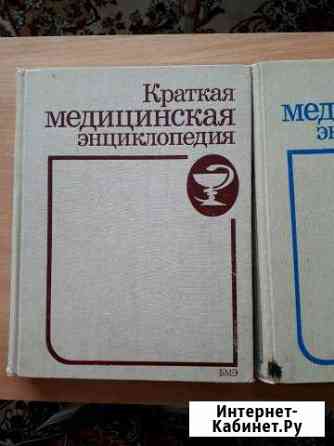 Краткая
медицинская
энциклопедия
БМЭ
мед
эн
Интернет-
Кабинет.Ру